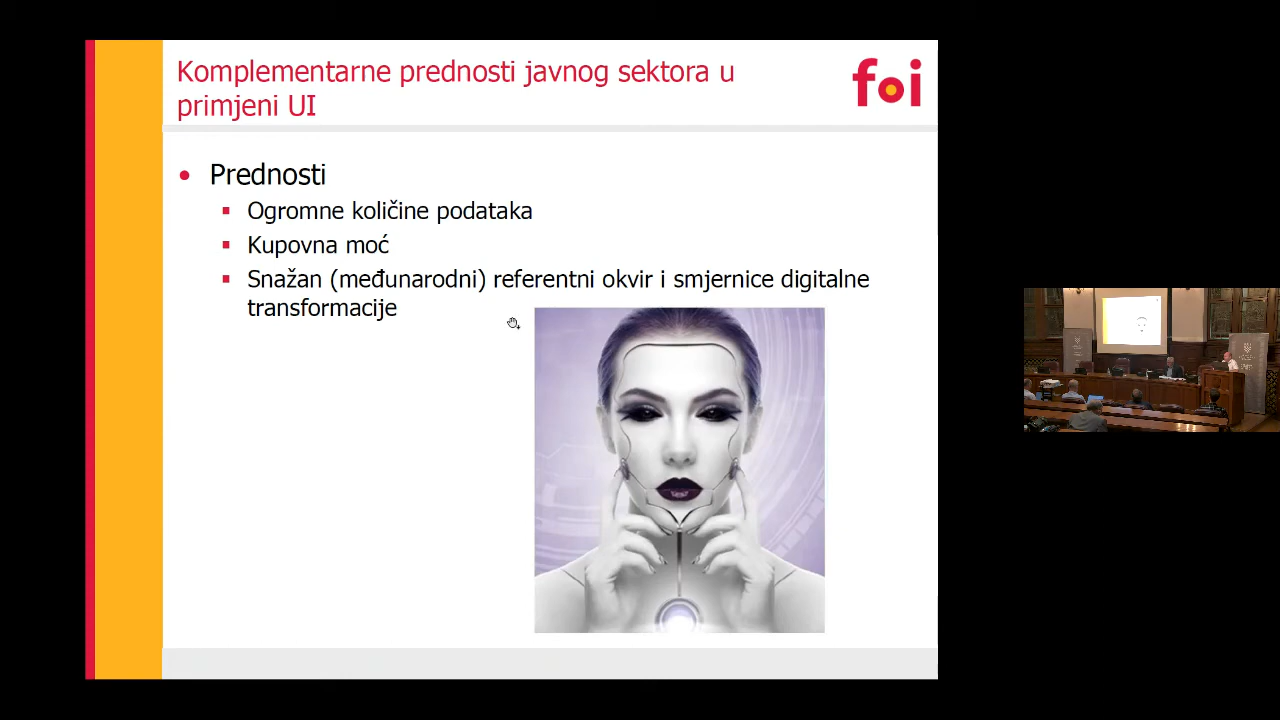 Komplementarne prednosti javnog sektora u
primjeni UI
foi
Prednosti
Ogromne količine podataka
Kupovna moć
Snažan (međunarodni) referentni okvir i smjernice digitalne
transformacije